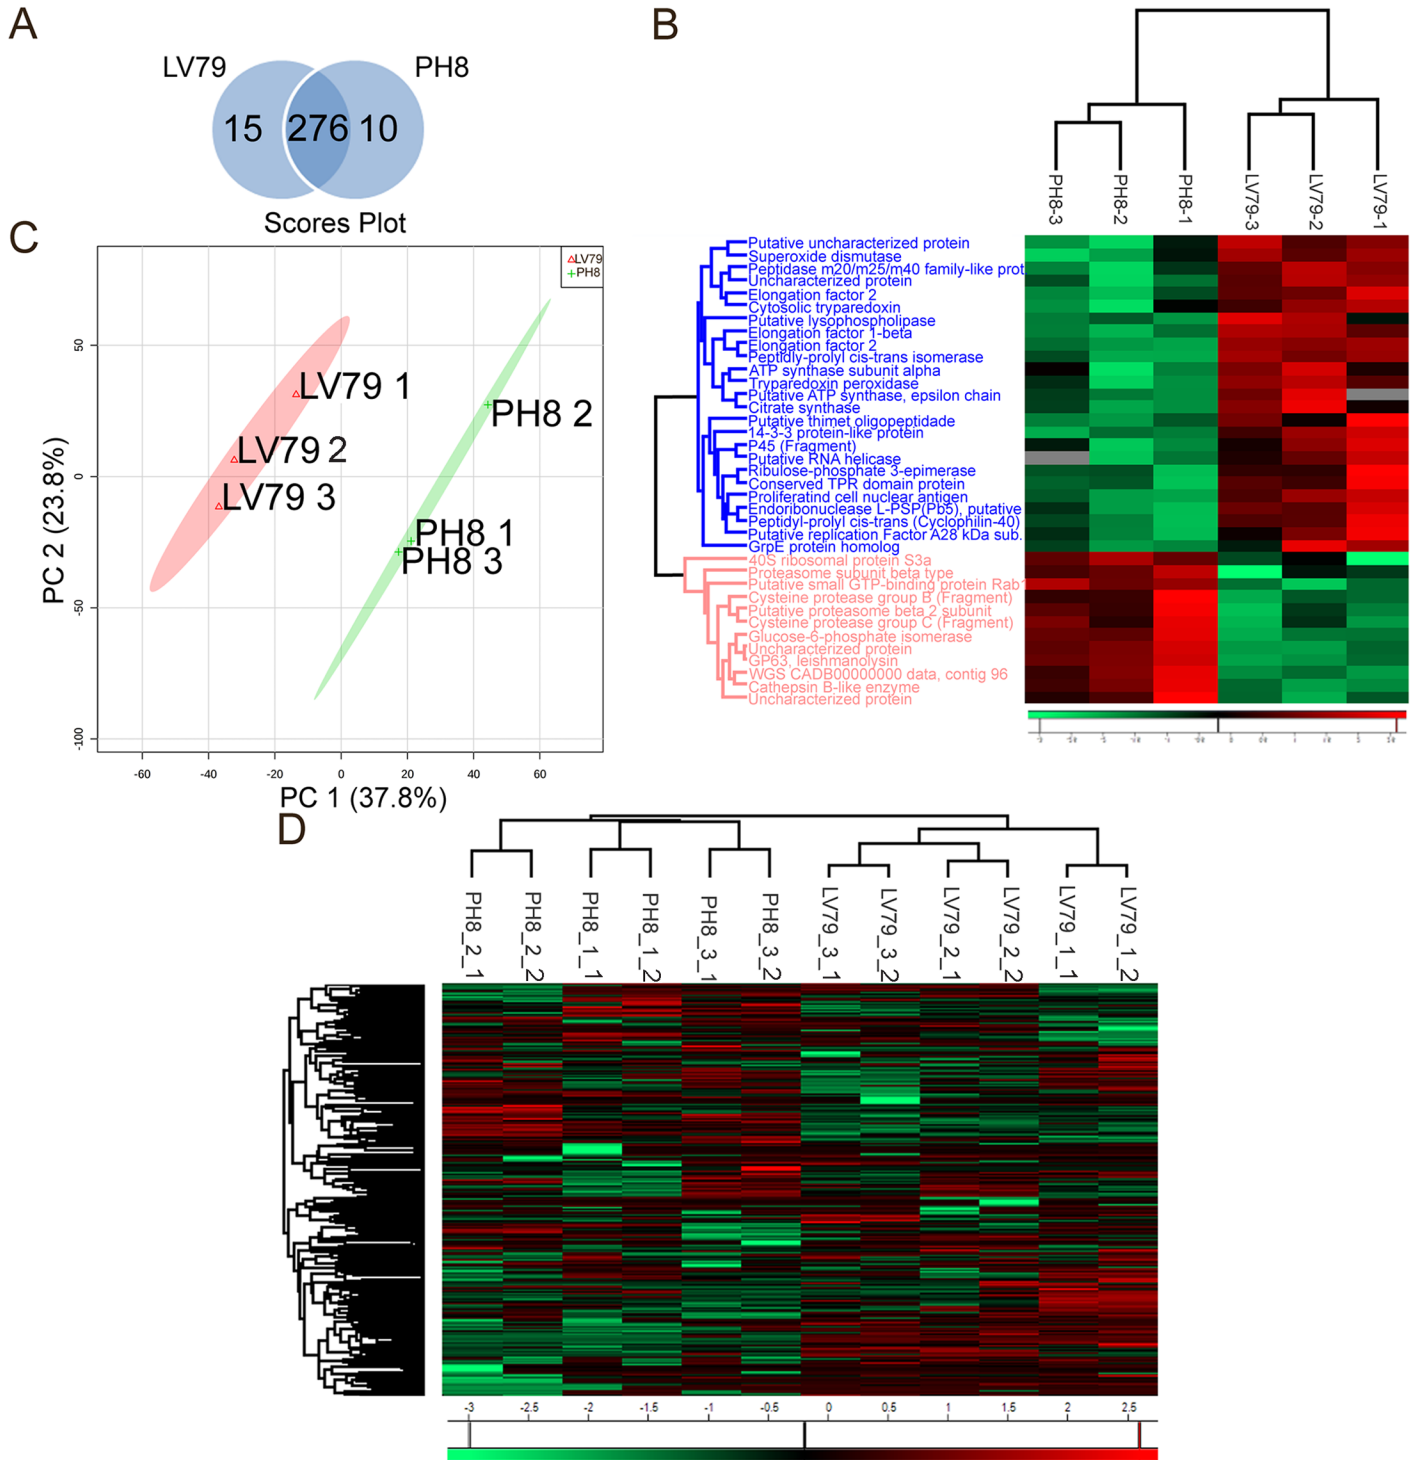 A
LV79
PH8
15
276
10
B
PH8-3
PH8-2
PH8-1
LV79-3
LV79-2
LV79-1
Putative uncharacterized protein
Superoxide dismutase
Peptidase m20/m25/m40 family-like prot
Uncharacterized protein
Elongation factor 2
Cytosolic tryparedoxin
Putative lysophospholipase
Elongation factor 1-beta
Elongation factor 2
Peptidly-prolyl cis-trans isomerase
ATP synthase subunit alpha
Tryparedoxin peroxidase
Putative ATP synthase, epsilon chain
Citrate synthase
Putative thimet oligopeptidade
14-3-3 protein-like protein
P45 (Fragment)
Putative RNA helicase
Ribulose-phosphate 3-epimerase
Conserved TPR domain protein
Proliferatind cell nuclear antigen
Endoribonuclease L-PSP(Pb5), putative
Peptidyl-prolyl cis-trans (Cyclophilin-40)
Putative replication Factor A28 kDa sub.
GrpE protein homolog
40S ribosomal protein S3a
Proteasome subunit beta type
Putative small GTP-binding protein Rab1
Cysteine protease group B (Fragment)
Putative proteasome beta 2 subunit
Cysteine protease group C (Fragment)
Glucose-6-phosphate isomerase
Uncharacterized protein
GP63, leishmanolysin
WGS CADB00000000 data, contig 96
Cathepsin B-like enzyme
Uncharacterized protein
C
Scores Plot
LV79
PH8
LV79 1
LV79 2
LV79 3
PH8 2
PH8 1
PH8 3
50
0
-50
-100
PC 2 (23.8%)
-60 -40 -20 0 20 40 60
PC 1 (37.8%)
D
PH8_2_1
PH8_2_2
PH8_1_1
PH8_1_2
PH8_3_1
PH8_3_2
LV79_3_1
LV79_3_2
LV79_2_1
LV79_2_2
LV79_1_1
LV79_1_2
-3 -2.5 -2 -1.5 -1 -0.5 0 0.5 1 1.5 2 2.5